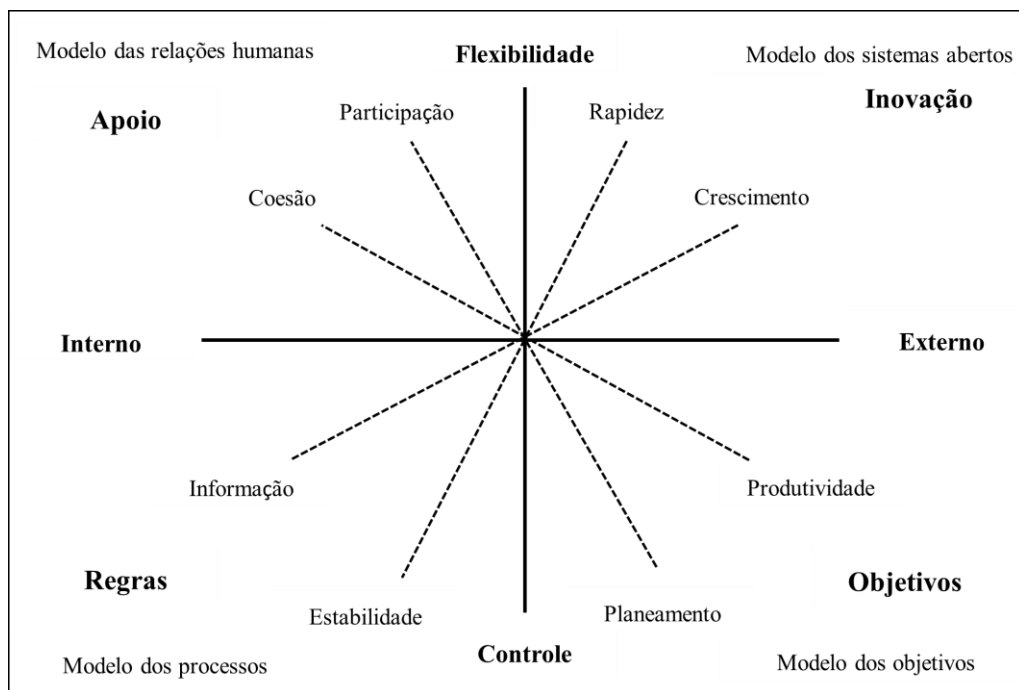 Modelo das relações humanas
Flexibilidade
Modelo dos sistemas abertos
Apoio
Participação
Rapidez
Inovação
Coesão
Crescimento
Interno
Externo
Informação
Produtividade
Regras
Estabilidade
Planeamento
Objetivos
Modelo dos processos
Controle
Modelo dos objetivos